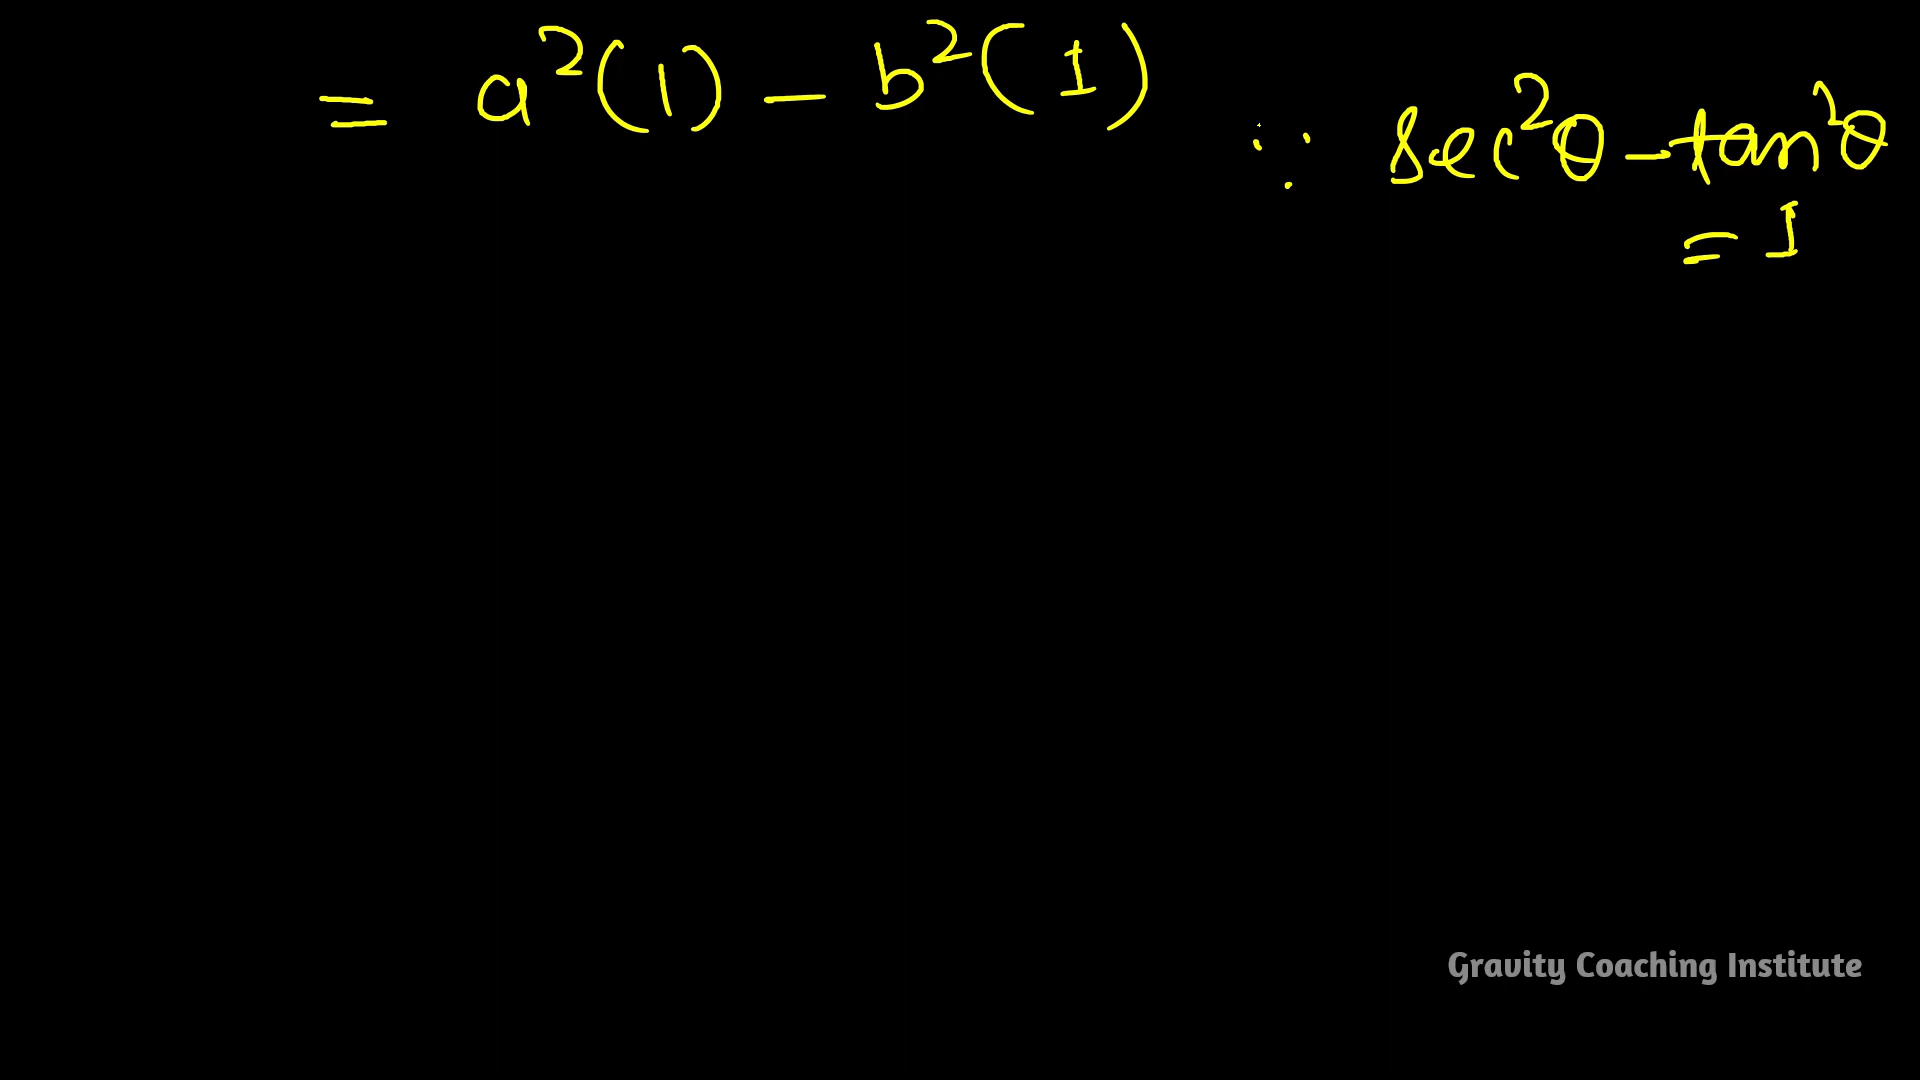 = a²(1) - b²(1)
∵ sec²θ - tan²θ
= 1
Gravity Coaching Institute